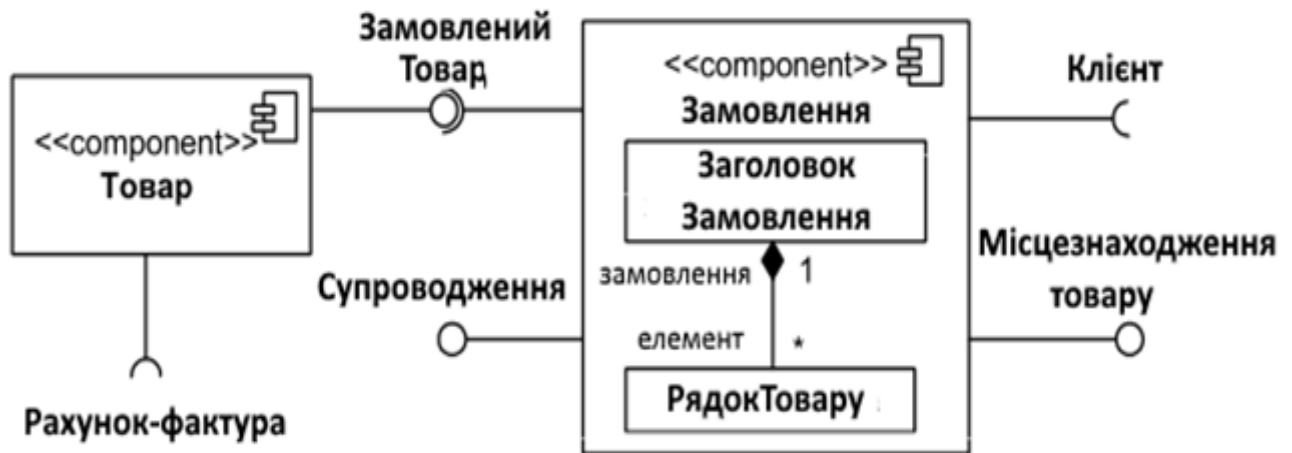 Замовлений
Товар
<<component>>
Товар
Рахунок-фактура
Супроводження
<<component>>
Замовлення
Заголовок
Замовлення
замовлення 1
елемент *
РядокТовару
Клієнт
Місцезнаходження
товару